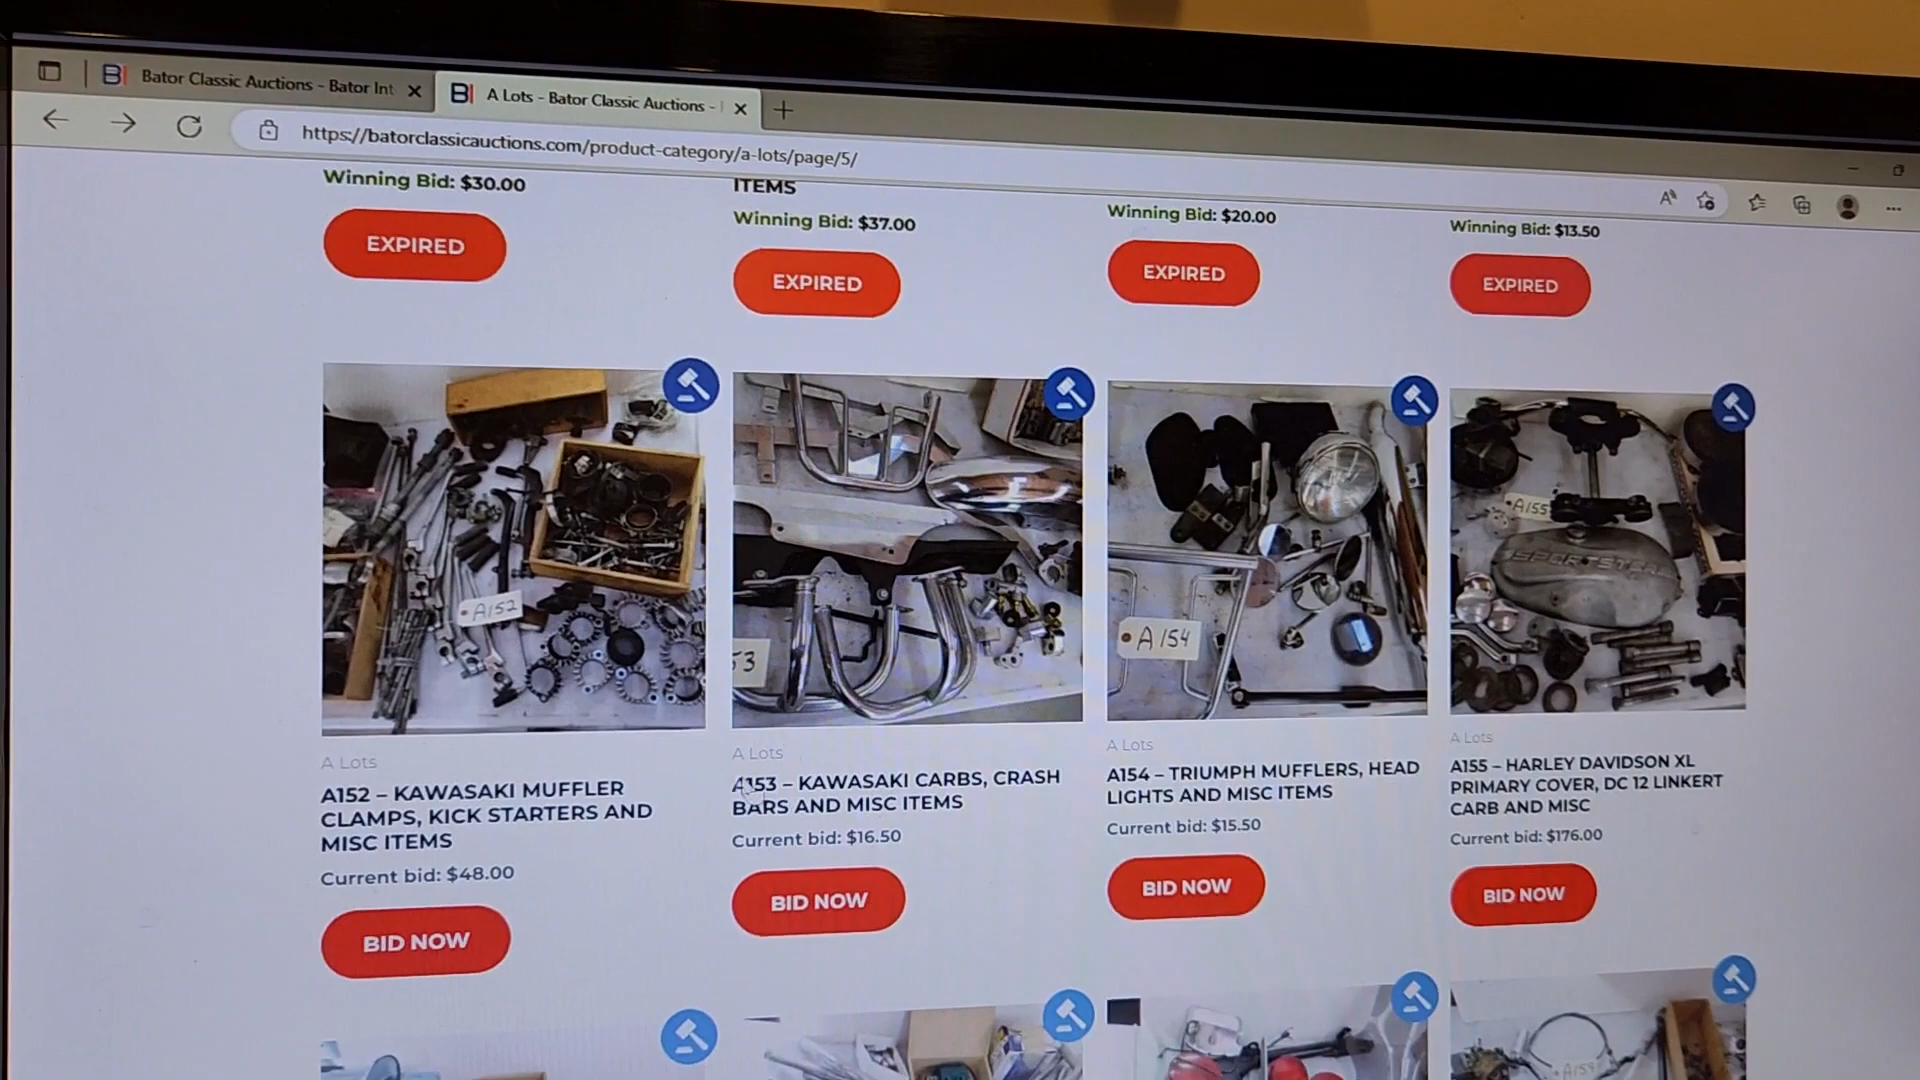 Bator Classic Auctions - Bator Int
A Lots - Bator Classic Auctions -
https://batorclassicauctions.com/product-category/a-lots/page/5/
Winning Bid: $30.00
EXPIRED
ITEMS
Winning Bid: $37.00
EXPIRED
Winning Bid: $20.00
EXPIRED
Winning Bid: $13.50
EXPIRED
A152
53
A154
A155
SPORTSTER
A Lots
A152 – KAWASAKI MUFFLER
CLAMPS, KICK STARTERS AND
MISC ITEMS
Current bid: $48.00
BID NOW
A Lots
A153 – KAWASAKI CARBS, CRASH
BARS AND MISC ITEMS
Current bid: $16.50
BID NOW
A Lots
A154 – TRIUMPH MUFFLERS, HEAD
LIGHTS AND MISC ITEMS
Current bid: $15.50
BID NOW
A Lots
A155 – HARLEY DAVIDSON XL
PRIMARY COVER, DC 12 LINKERT
CARB AND MISC
Current bid: $176.00
BID NOW
A159